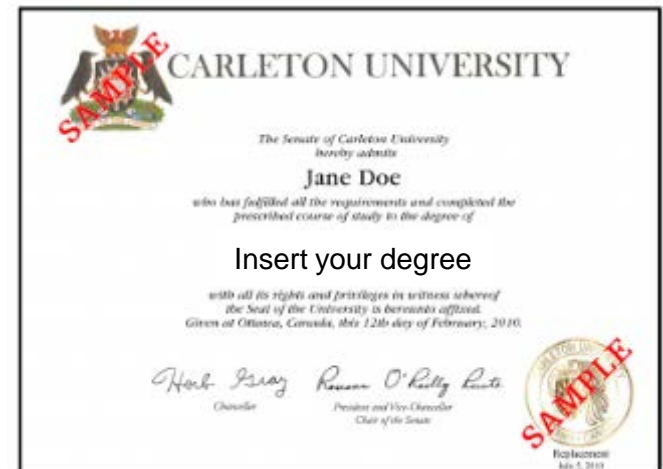 SAMPLE
CARLETON UNIVERSITY
The Senate of Carleton University
hereby admits
Jane Doe
who has fulfilled all the requirements and completed the
prescribed course of study to the degree of
Insert your degree
with all its rights and privileges in witness whereof
the Seal of the University is hereunto affixed.
Given at Ottawa, Canada, this 12th day of February, 2010.
Herb Gray
Chancellor
President and Vice-Chancellor
Chair of the Senate
SAMPLE
Replacement
July 5, 2010